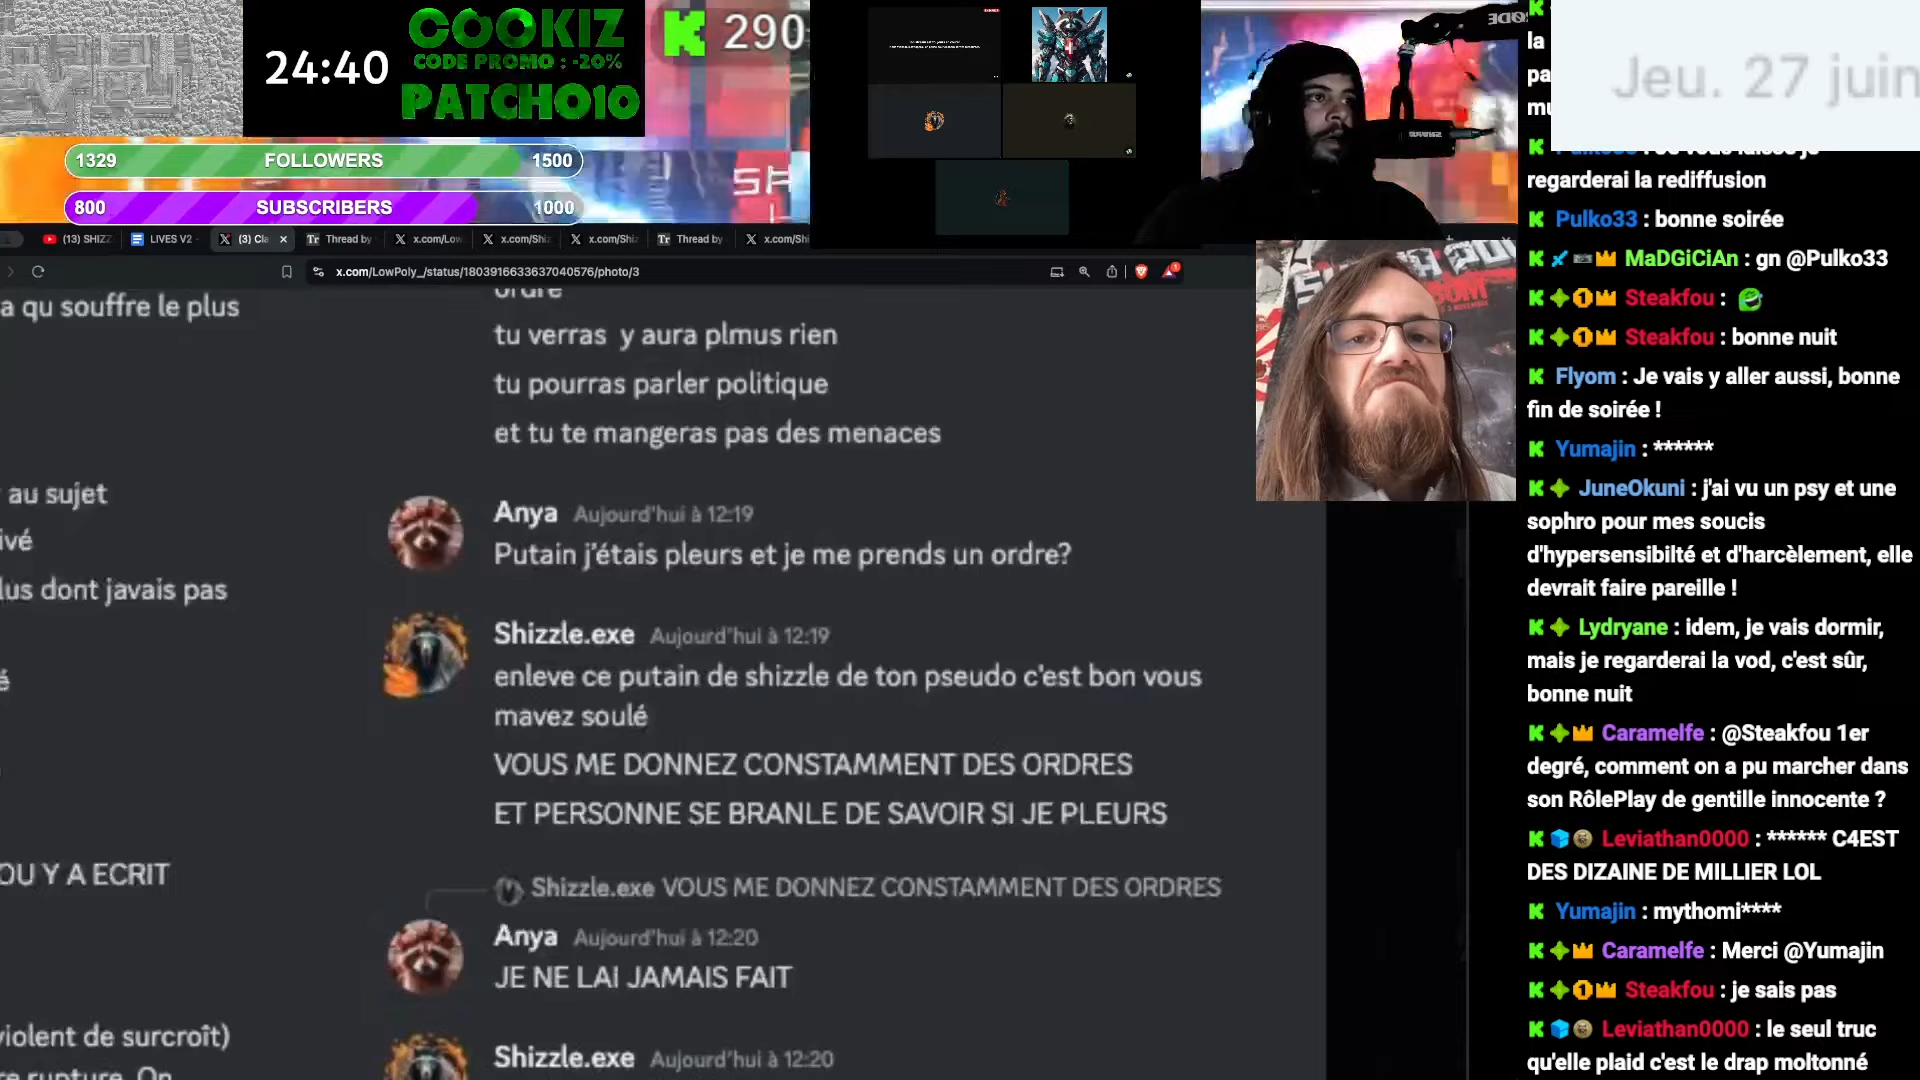 24:40
COOKIZ
CODE PROMO : -20%
PATCHO10
290
1329 FOLLOWERS 1500
800 SUBSCRIBERS 1000
(13) SHIZZ
LIVES V2
(3) Cla
Thread by
x.com/Low
x.com/Shiz
x.com/Shiz
Thread by
x.com/Shi
x.com/LowPoly_/status/1803916633637040576/photo/3
a qu souffre le plus
au sujet
ivé
lus dont javais pas
é
OU Y A ECRIT
violent de surcroît)
re rupture. On
ordre
tu verras y aura plmus rien
tu pourras parler politique
et tu te mangeras pas des menaces
Anya Aujourd'hui à 12:19
Putain j'étais pleurs et je me prends un ordre?
Shizzle.exe Aujourd'hui à 12:19
enleve ce putain de shizzle de ton pseudo c'est bon vous
mavez soulé
VOUS ME DONNEZ CONSTAMMENT DES ORDRES
ET PERSONNE SE BRANLE DE SAVOIR SI JE PLEURS
Shizzle.exe VOUS ME DONNEZ CONSTAMMENT DES ORDRES
Anya Aujourd'hui à 12:20
JE NE LAI JAMAIS FAIT
Shizzle.exe Aujourd'hui à 12:20
Jeu. 27 juin
la
pa
mu
regarderai la rediffusion
Pulko33 : bonne soirée
MaDGiCiAn : gn @Pulko33
Steakfou :
Steakfou : bonne nuit
Flyom : Je vais y aller aussi, bonne
fin de soirée !
Yumajin : ******
JuneOkuni : j'ai vu un psy et une
sophro pour mes soucis
d'hypersensibilté et d'harcèlement, elle
devrait faire pareille !
Lydryane : idem, je vais dormir,
mais je regarderai la vod, c'est sûr,
bonne nuit
Caramelfe : @Steakfou 1er
degré, comment on a pu marcher dans
son RôlePlay de gentille innocente ?
Leviathan0000 : ****** C4EST
DES DIZAINE DE MILLIER LOL
Yumajin : mythomi****
Caramelfe : Merci @Yumajin
Steakfou : je sais pas
Leviathan0000 : le seul truc
qu'elle plaid c'est le drap moltonné